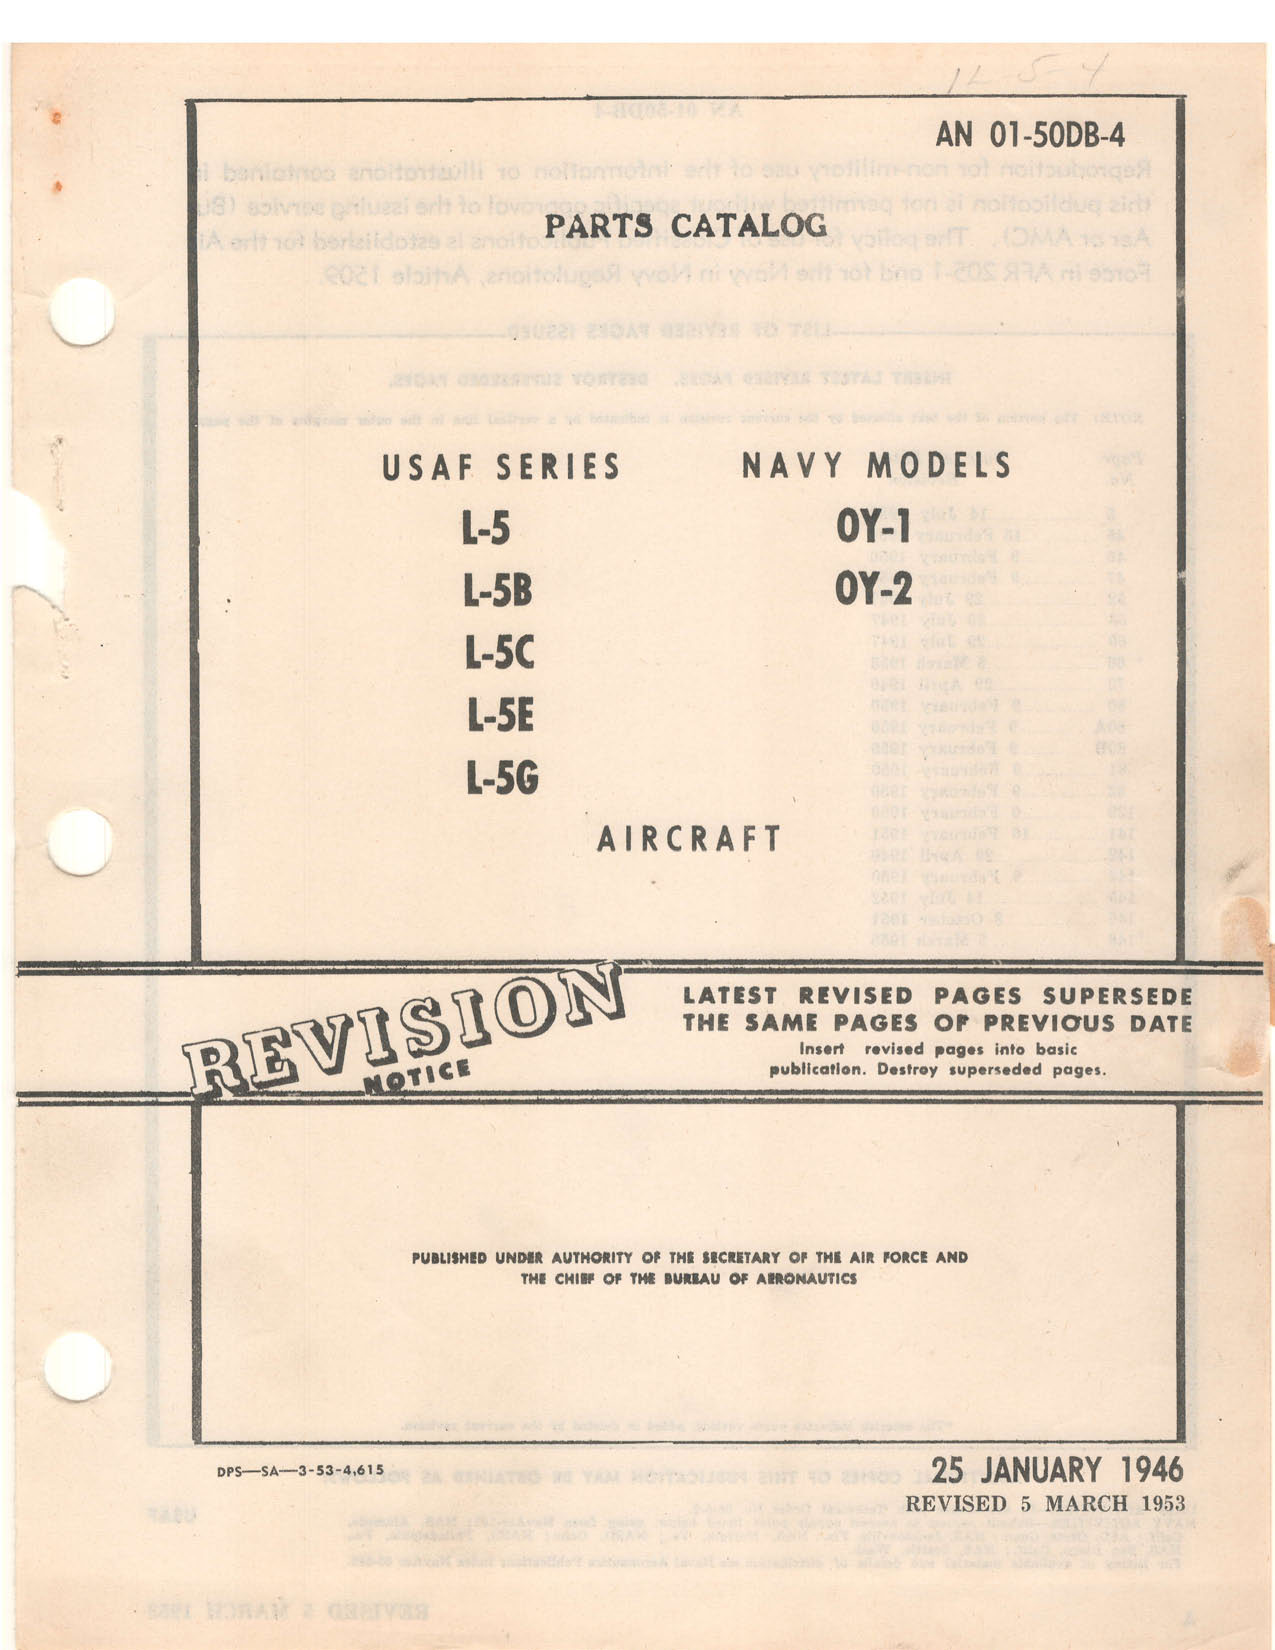 1L-5-4
AN 01-50DB-4
PARTS CATALOG
USAF SERIES NAVY MODELS
L-5 OY-1
L-5B OY-2
L-5C
L-5E
L-5G
AIRCRAFT
REVISION
NOTICE
LATEST REVISED PAGES SUPERSEDE
THE SAME PAGES OF PREVIOUS DATE
Insert revised pages into basic
publication. Destroy superseded pages.
PUBLISHED UNDER AUTHORITY OF THE SECRETARY OF THE AIR FORCE AND
THE CHIEF OF THE BUREAU OF AERONAUTICS
DPS—SA—3-53-4,615
25 JANUARY 1946
REVISED 5 MARCH 1953